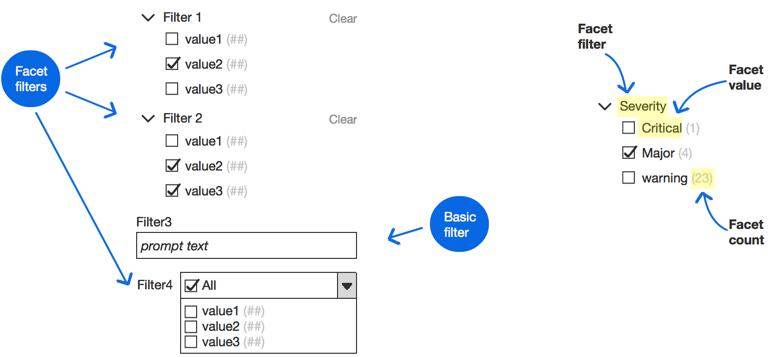 Filter 1 Clear
value1 (##)
value2 (##)
value3 (##)
Facet
filters
Filter 2 Clear
value1 (##)
value2 (##)
value3 (##)
Filter3
prompt text
Basic
filter
Filter4 All
value1 (##)
value2 (##)
value3 (##)
Facet
filter
Facet
value
Severity
Critical (1)
Major (4)
warning (23)
Facet
count